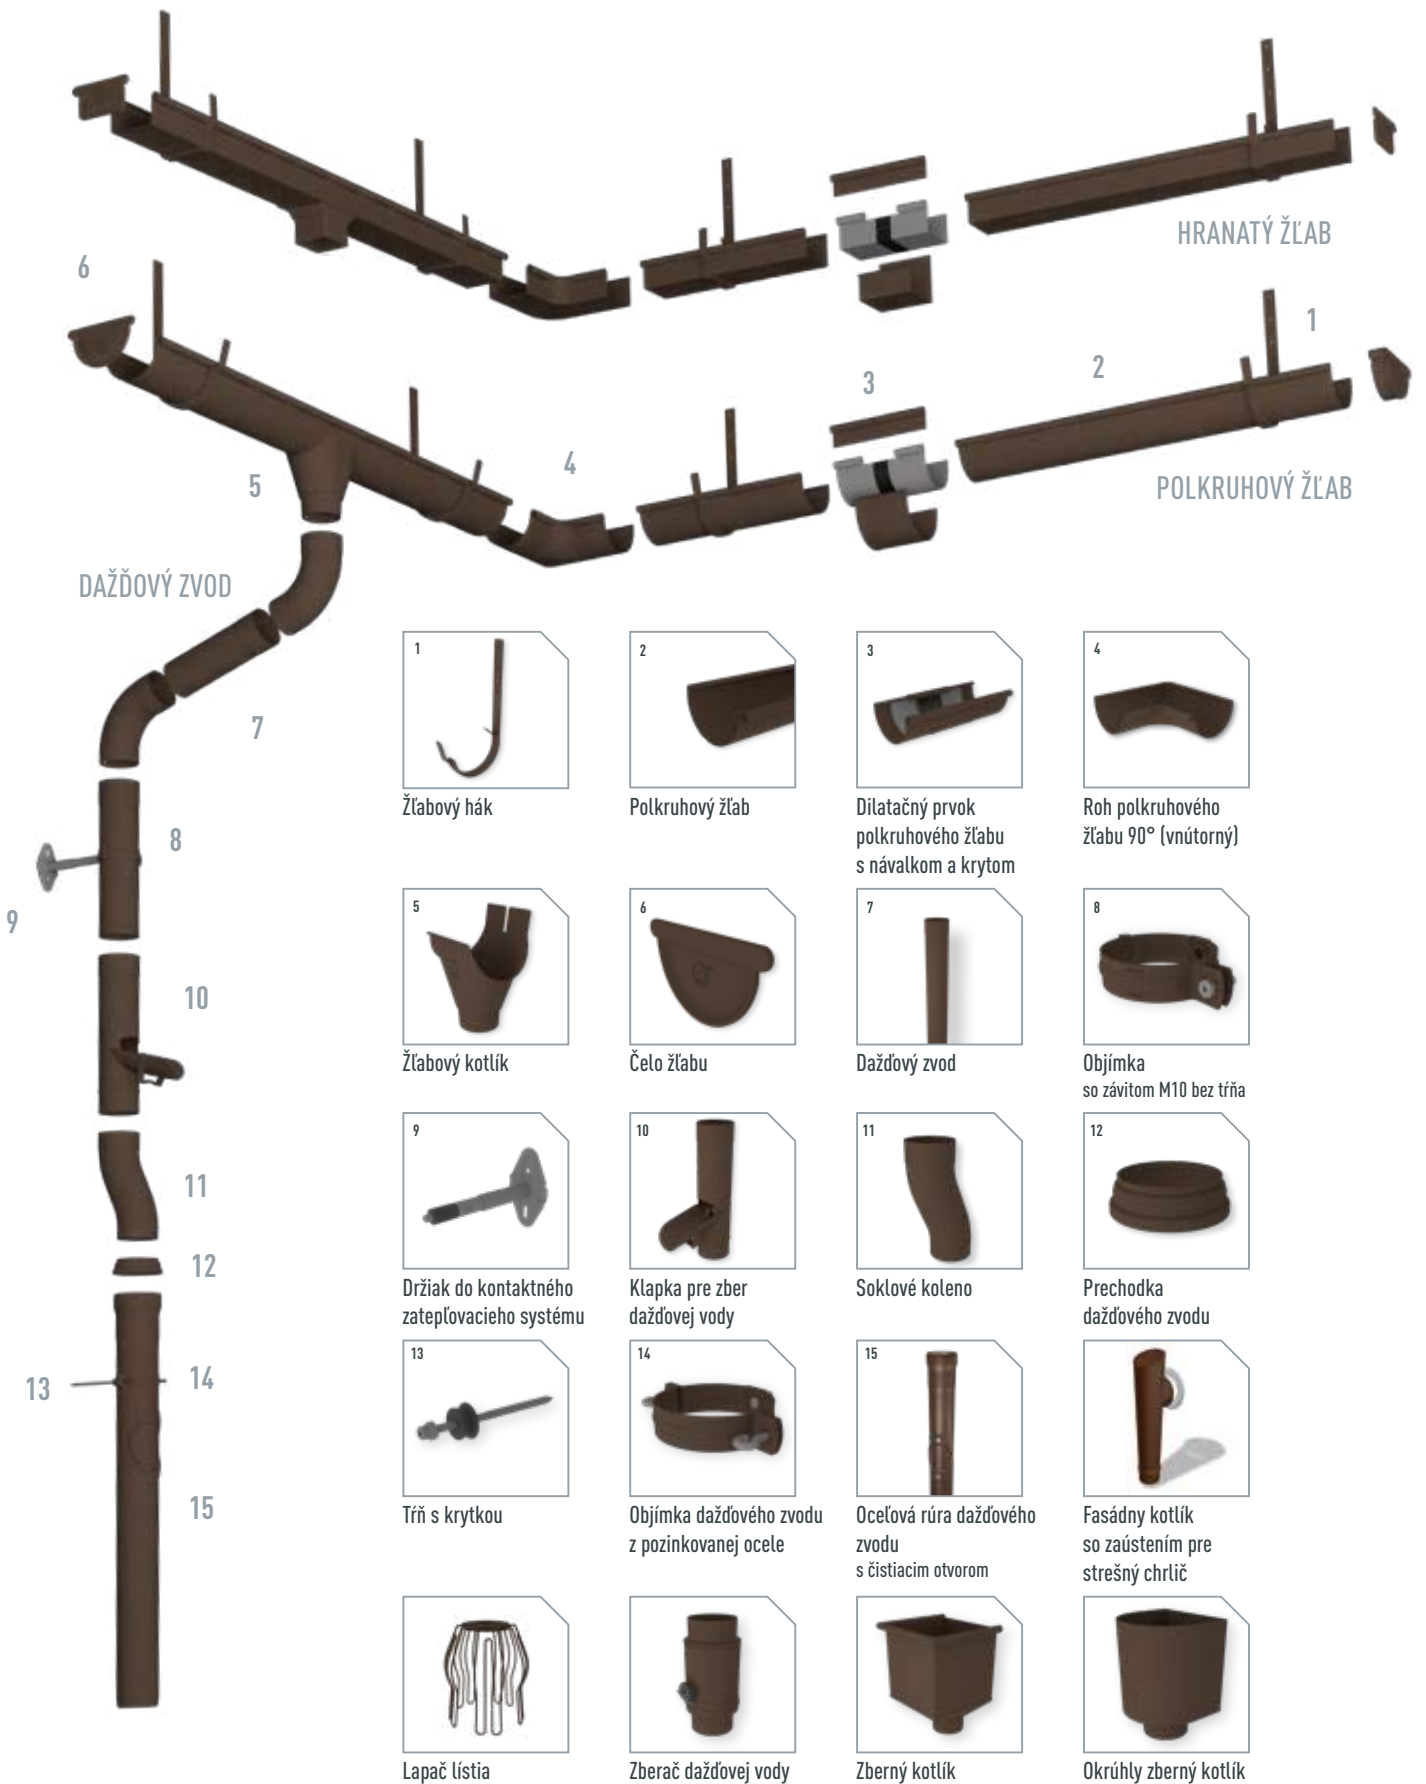 HRANATÝ ŽĽAB
6
1
2
3
4
5
POLKRUHOVÝ ŽĽAB
DAŽĎOVÝ ZVOD
7
8
9
10
11
12
13
14
15
1
2
3
4
Žľabový hák
Polkruhový žľab
Dilatačný prvok
polkruhového žľabu
s návalkom a krytom
Roh polkruhového
žľabu 90° (vnútorný)
5
6
7
8
Žľabový kotlík
Čelo žľabu
Dažďový zvod
Objímka
so závitom M10 bez tŕňa
9
10
11
12
Držiak do kontaktného
zatepľovacieho systému
Klapka pre zber
dažďovej vody
Soklové koleno
Prechodka
dažďového zvodu
13
14
15
Tŕň s krytkou
Objímka dažďového zvodu
z pozinkovanej ocele
Oceľová rúra dažďového
zvodu
s čistiacim otvorom
Fasádny kotlík
so zaústením pre
strešný chrlič
Lapač lístia
Zberač dažďovej vody
Zberný kotlík
Okrúhly zberný kotlík